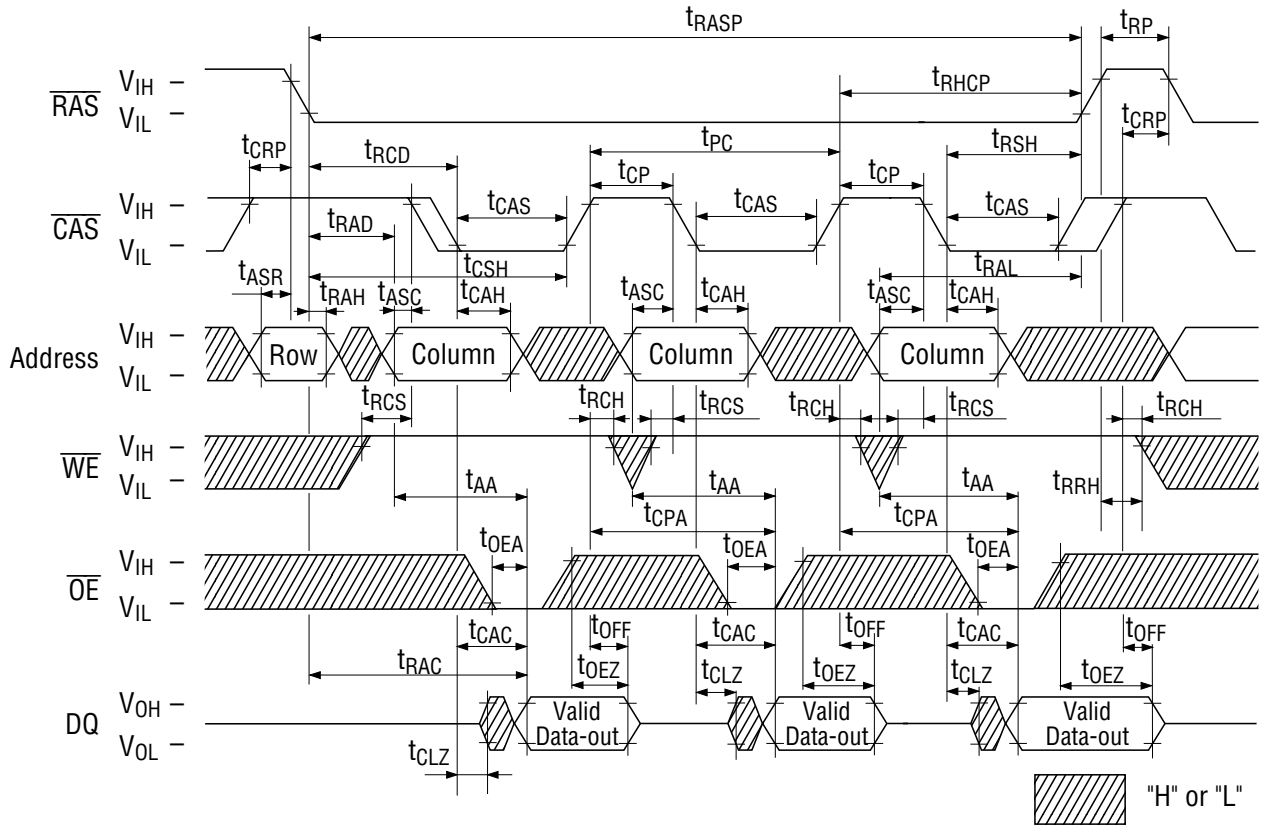 tRASP tRP
RAS VIH – VIL –
tRHCP
tCRP tRCD tPC tRSH tCRP
tCP tCP
CAS VIH – VIL –
tCAS tCAS tCAS
tRAD
tCSH tRAL
tASR tRAH tASC tCAH tASC tCAH tASC tCAH
Address VIH – VIL –
Row Column Column Column
tRCS tRCH tRCS tRCH tRCS tRCH
WE VIH – VIL –
tAA tAA tAA tRRH
tCPA tCPA
tOEA tOEA tOEA
OE VIH – VIL –
tCAC tOFF tCAC tOFF tCAC tOFF
tRAC tOEZ tCLZ tOEZ tCLZ tOEZ
DQ VOH – VOL –
Valid Data-out Valid Data-out Valid Data-out
tCLZ
"H" or "L"